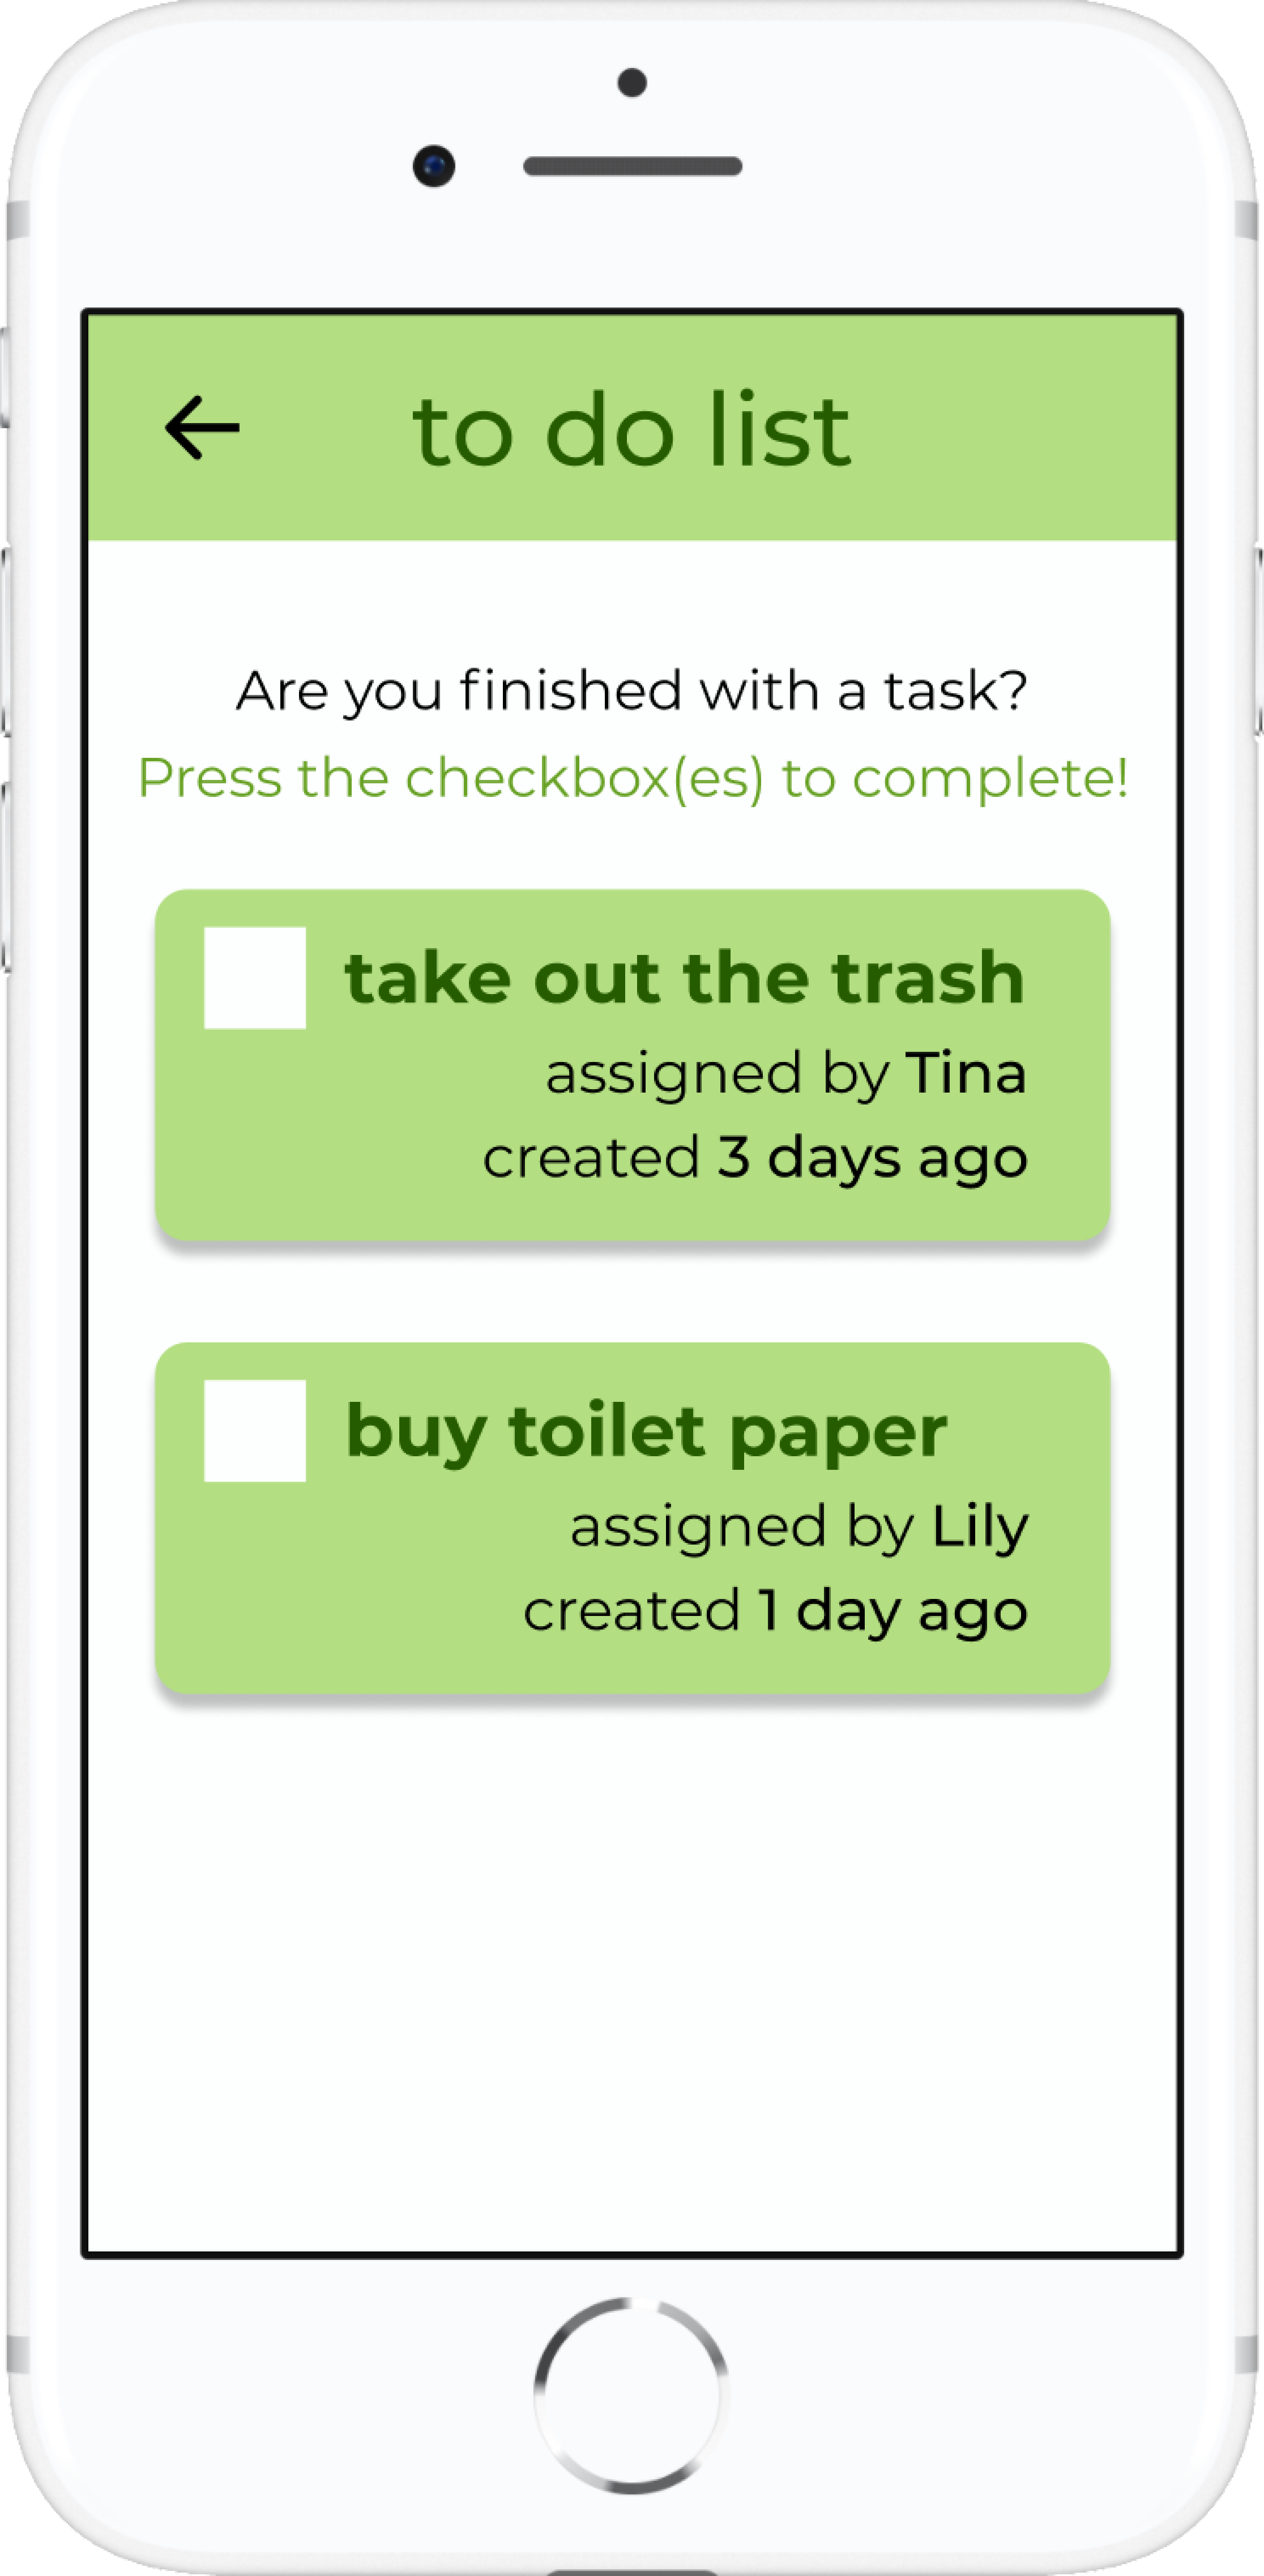 to do list
Are you finished with a task?
Press the checkbox(es) to complete!
take out the trash
assigned by Tina
created 3 days ago
buy toilet paper
assigned by Lily
created 1 day ago